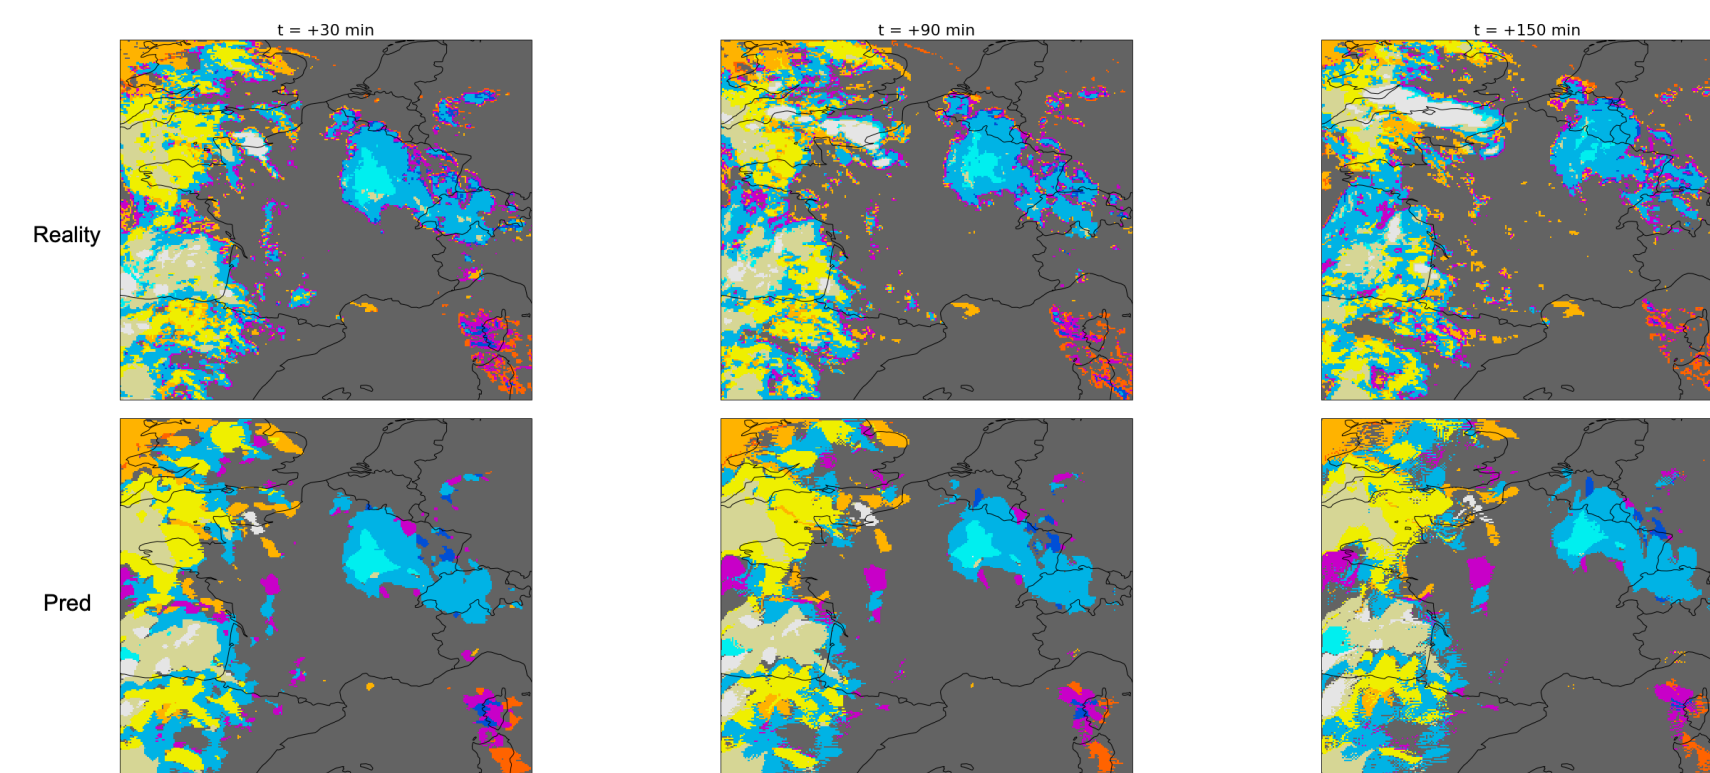 t = +30 min
t = +90 min
t = +150 min
Reality
Pred